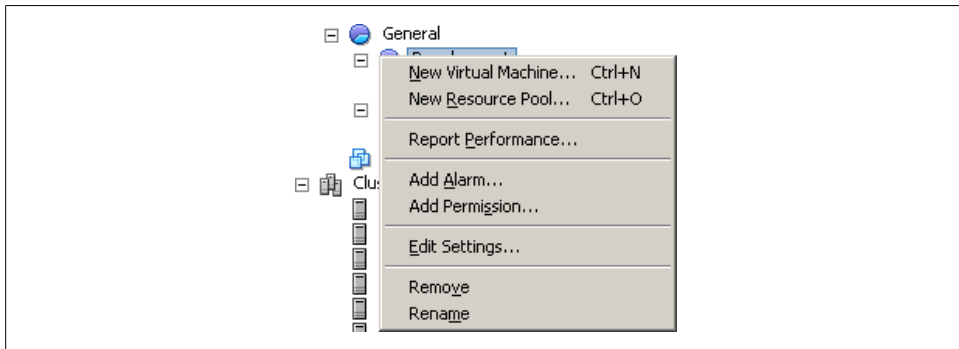 General
New Virtual Machine... Ctrl+N
New Resource Pool... Ctrl+O
Report Performance...
Add Alarm...
Add Permission...
Clus
Edit Settings...
Remove
Rename